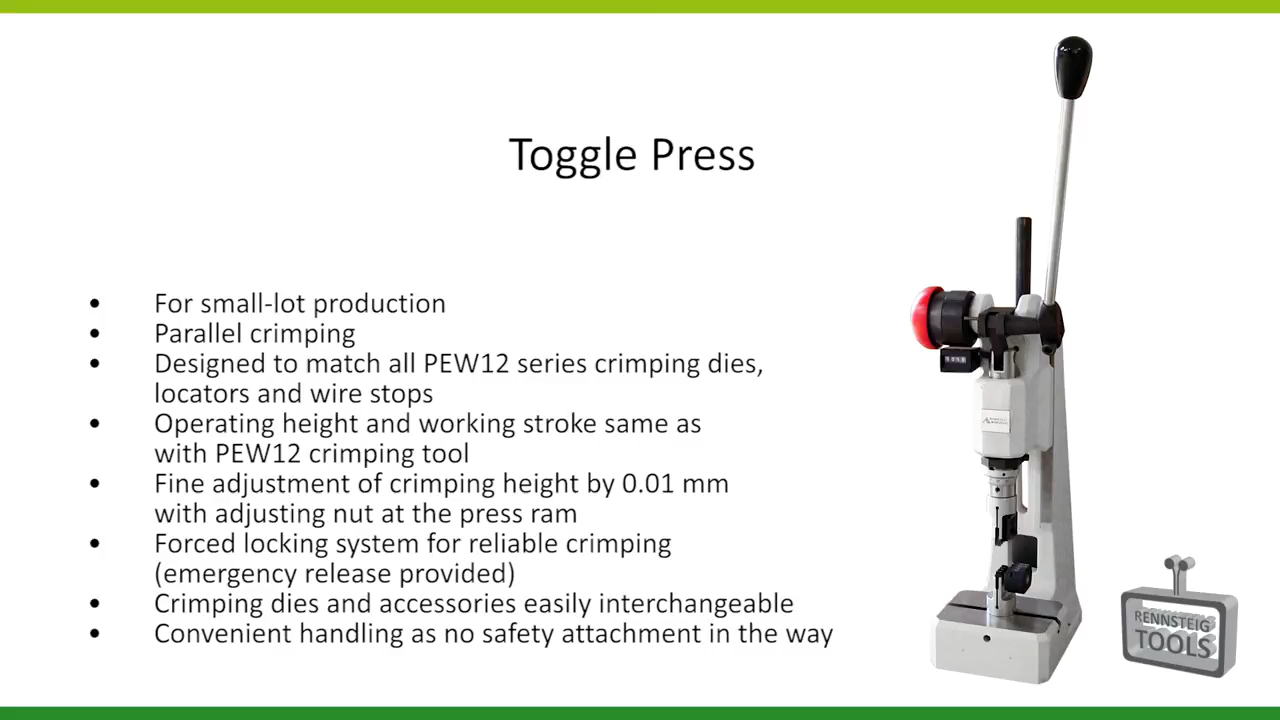 Toggle Press
• For small-lot production
• Parallel crimping
• Designed to match all PEW12 series crimping dies,
locators and wire stops
• Operating height and working stroke same as
with PEW12 crimping tool
• Fine adjustment of crimping height by 0.01 mm
with adjusting nut at the press ram
• Forced locking system for reliable crimping
(emergency release provided)
• Crimping dies and accessories easily interchangeable
• Convenient handling as no safety attachment in the way
RENNSTEIG
TOOLS